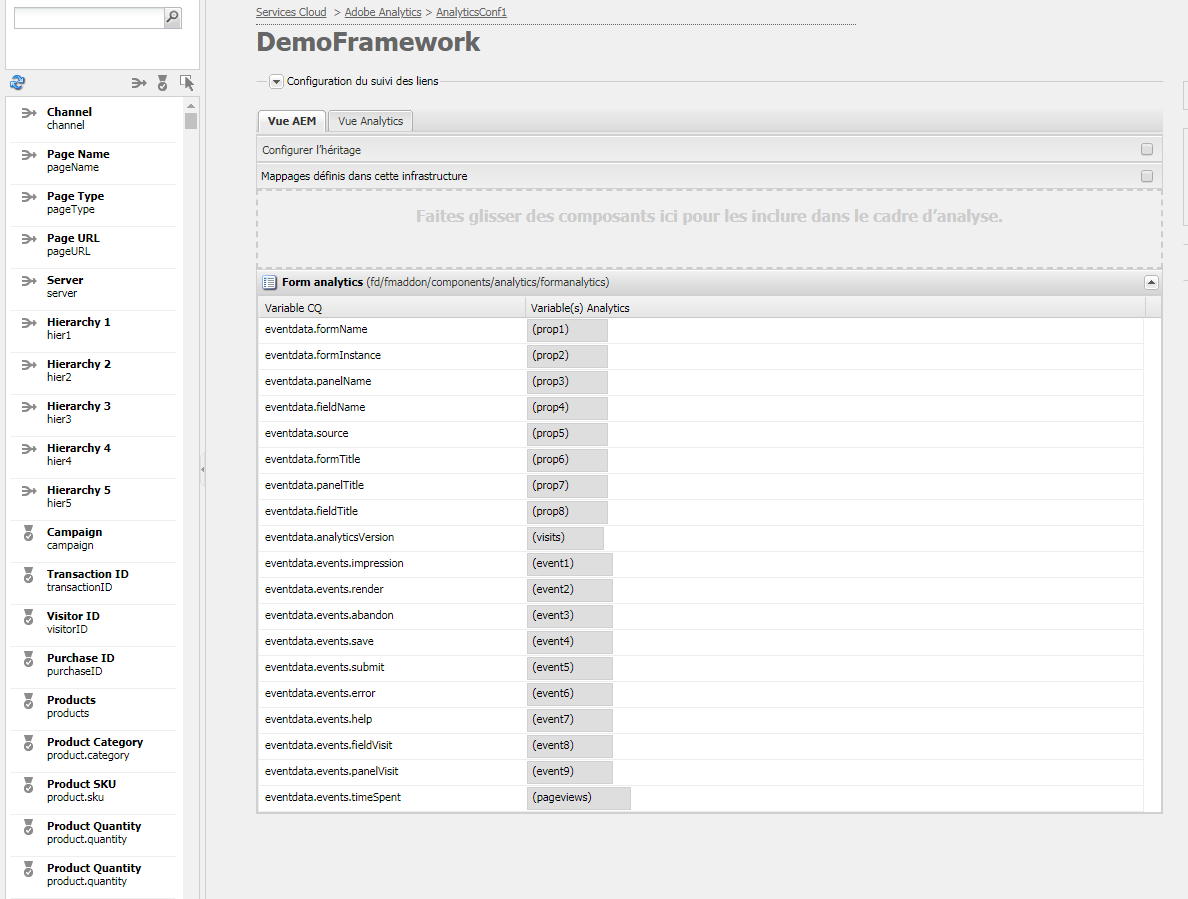 Services Cloud > Adobe Analytics > AnalyticsConf1
DemoFramework
Configuration du suivi des liens
Channel
channel
Page Name
pageName
Page Type
pageType
Page URL
pageURL
Server
server
Hierarchy 1
hier1
Hierarchy 2
hier2
Hierarchy 3
hier3
Hierarchy 4
hier4
Hierarchy 5
hier5
Campaign
campaign
Transaction ID
transactionID
Visitor ID
visitorID
Purchase ID
purchaseID
Products
products
Product Category
product.category
Product SKU
product.sku
Product Quantity
product.quantity
Product Quantity
product.quantity
Vue AEM Vue Analytics
Configurer l’héritage
Mappages définis dans cette infrastructure
Faites glisser des composants ici pour les inclure dans le cadre d’analyse.
Form analytics (fd/fmaddon/components/analytics/formanalytics)
Variable CQ Variable(s) Analytics
eventdata.formName (prop1)
eventdata.formInstance (prop2)
eventdata.panelName (prop3)
eventdata.fieldName (prop4)
eventdata.source (prop5)
eventdata.formTitle (prop6)
eventdata.panelTitle (prop7)
eventdata.fieldTitle (prop8)
eventdata.analyticsVersion (visits)
eventdata.events.impression (event1)
eventdata.events.render (event2)
eventdata.events.abandon (event3)
eventdata.events.save (event4)
eventdata.events.submit (event5)
eventdata.events.error (event6)
eventdata.events.help (event7)
eventdata.events.fieldVisit (event8)
eventdata.events.panelVisit (event9)
eventdata.events.timeSpent (pageviews)